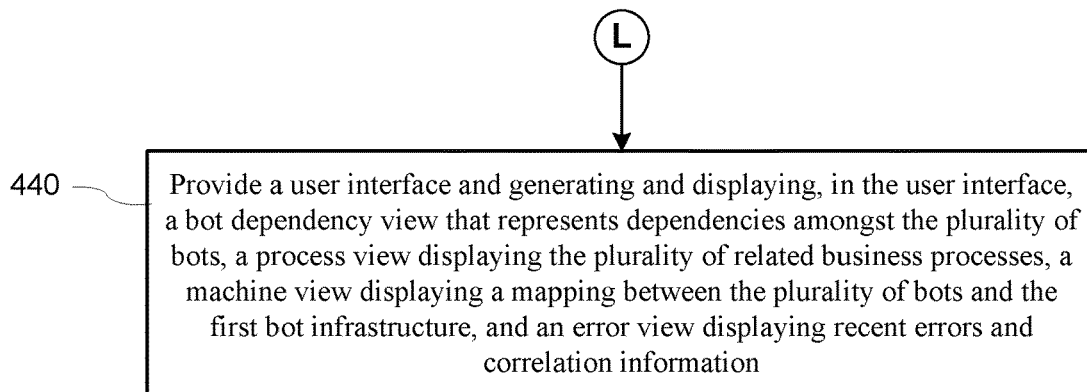 L
440
Provide a user interface and generating and displaying, in the user interface,
a bot dependency view that represents dependencies amongst the plurality of
bots, a process view displaying the plurality of related business processes, a
machine view displaying a mapping between the plurality of bots and the
first bot infrastructure, and an error view displaying recent errors and
correlation information